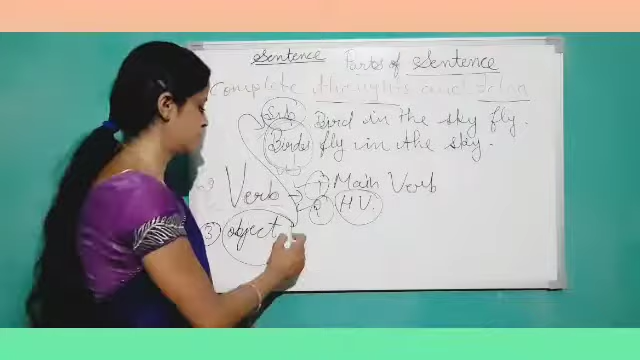 Sentence Parts of Sentence
Complete thoughts and
Sub Bird in the sky fly.
Birds fly in the sky.
Verb 1 Main Verb
2 H V.
3 object